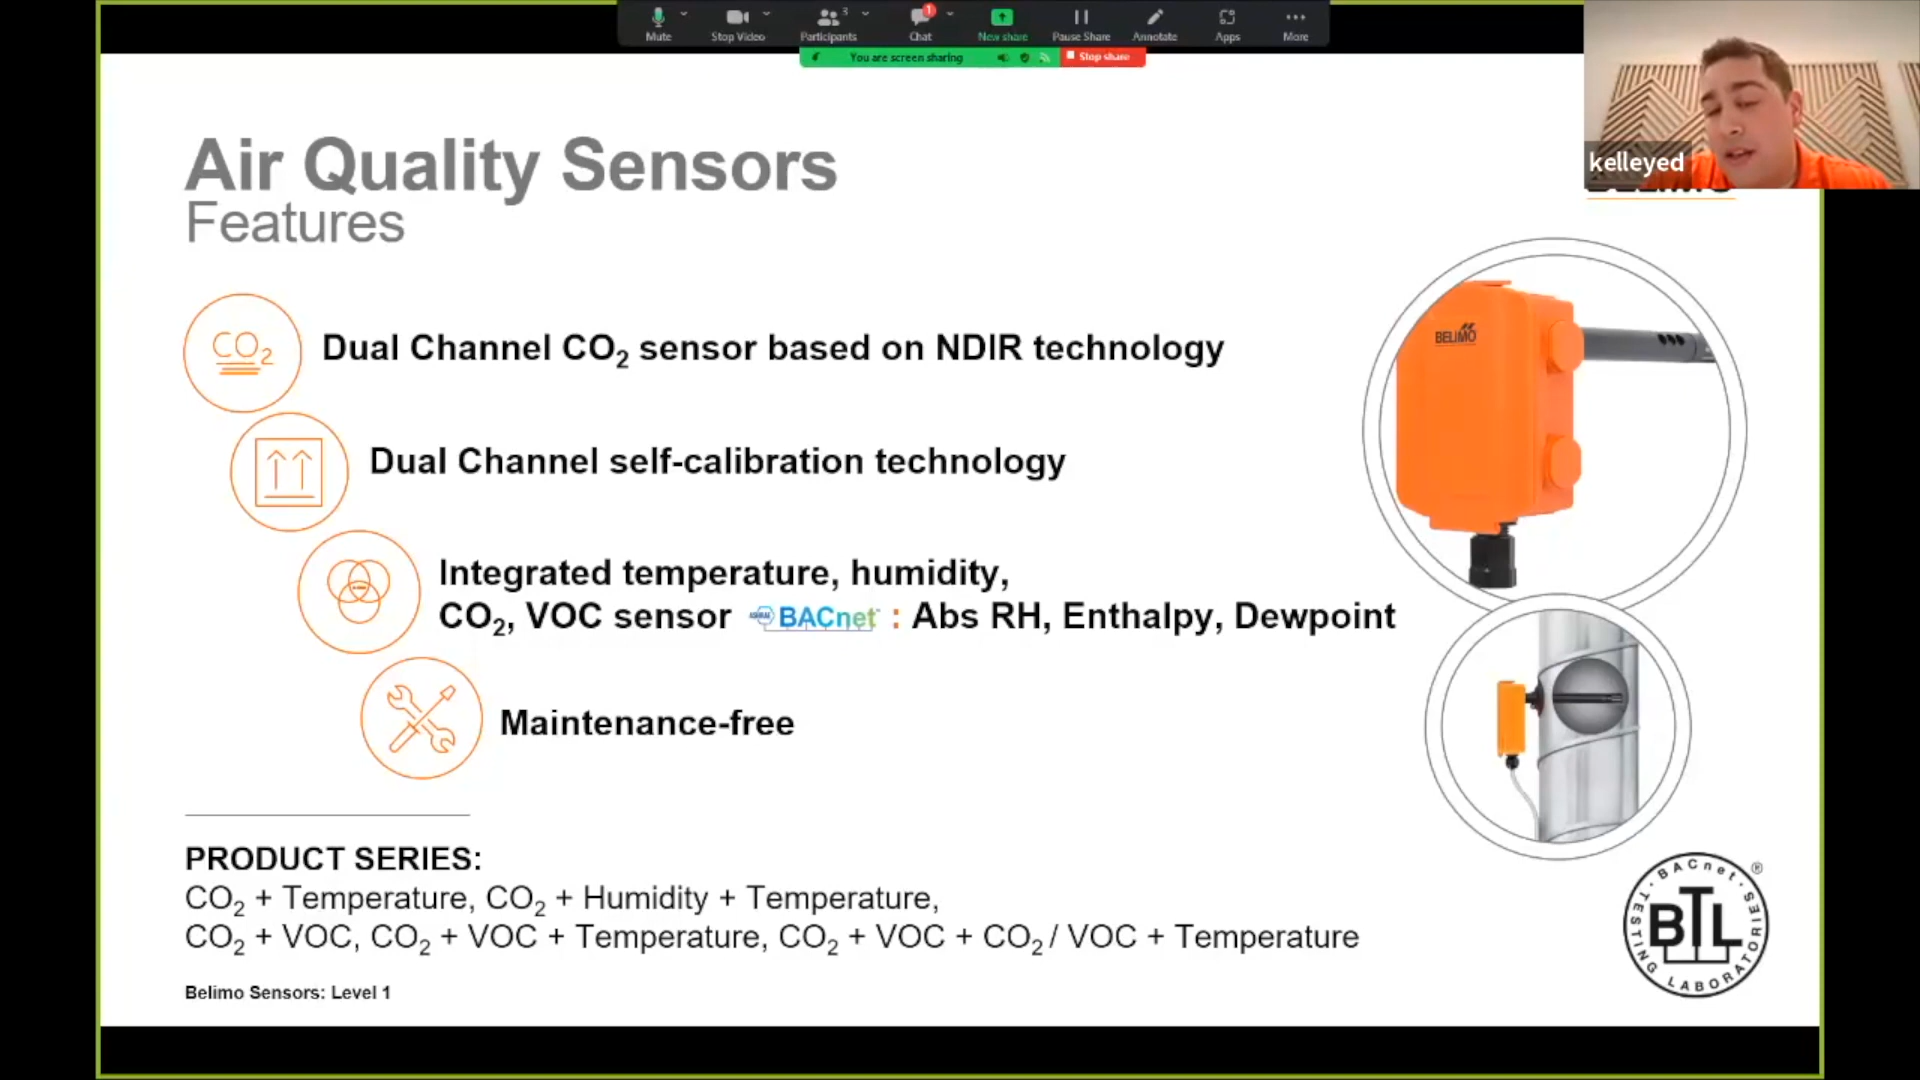 Mute
Stop Video
3
Participants
1
Chat
New share
Pause Share
Annotate
Apps
More
You are screen sharing
Stop share
kelleyed
Air Quality Sensors
Features
CO2
Dual Channel CO2 sensor based on NDIR technology
Dual Channel self-calibration technology
Integrated temperature, humidity,
CO2, VOC sensor ASHRAE BACnet™ : Abs RH, Enthalpy, Dewpoint
Maintenance-free
BELIMO
PRODUCT SERIES:
CO2 + Temperature, CO2 + Humidity + Temperature,
CO2 + VOC, CO2 + VOC + Temperature, CO2 + VOC + CO2 / VOC + Temperature
Belimo Sensors: Level 1
BACnet ®
BTL
TESTING LABORATORIES